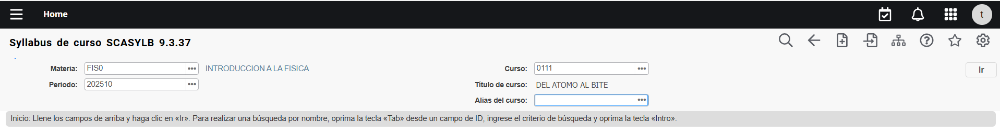 Home
t
Syllabus de curso SCASYLB 9.3.37
Materia: FIS0 ••• INTRODUCCION A LA FISICA
Curso: 0111 •••
Ir
Periodo: 202510 •••
Título de curso: DEL ATOMO AL BITE
Alias del curso: •••
Inicio: Llene los campos de arriba y haga clic en «Ir». Para realizar una búsqueda por nombre, oprima la tecla «Tab» desde un campo de ID, ingrese el criterio de búsqueda y oprima la tecla «Intro».